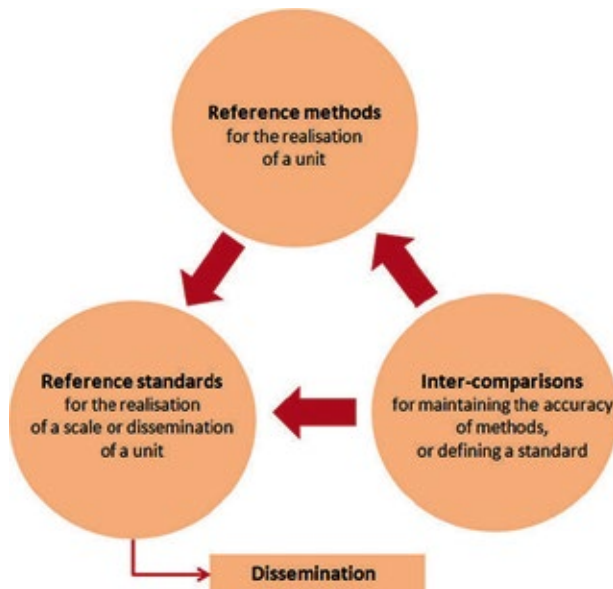 Reference methods
for the realisation
of a unit
Reference standards
for the realisation
of a scale or dissemination
of a unit
Inter-comparisons
for maintaining the accuracy
of methods,
or defining a standard
Dissemination